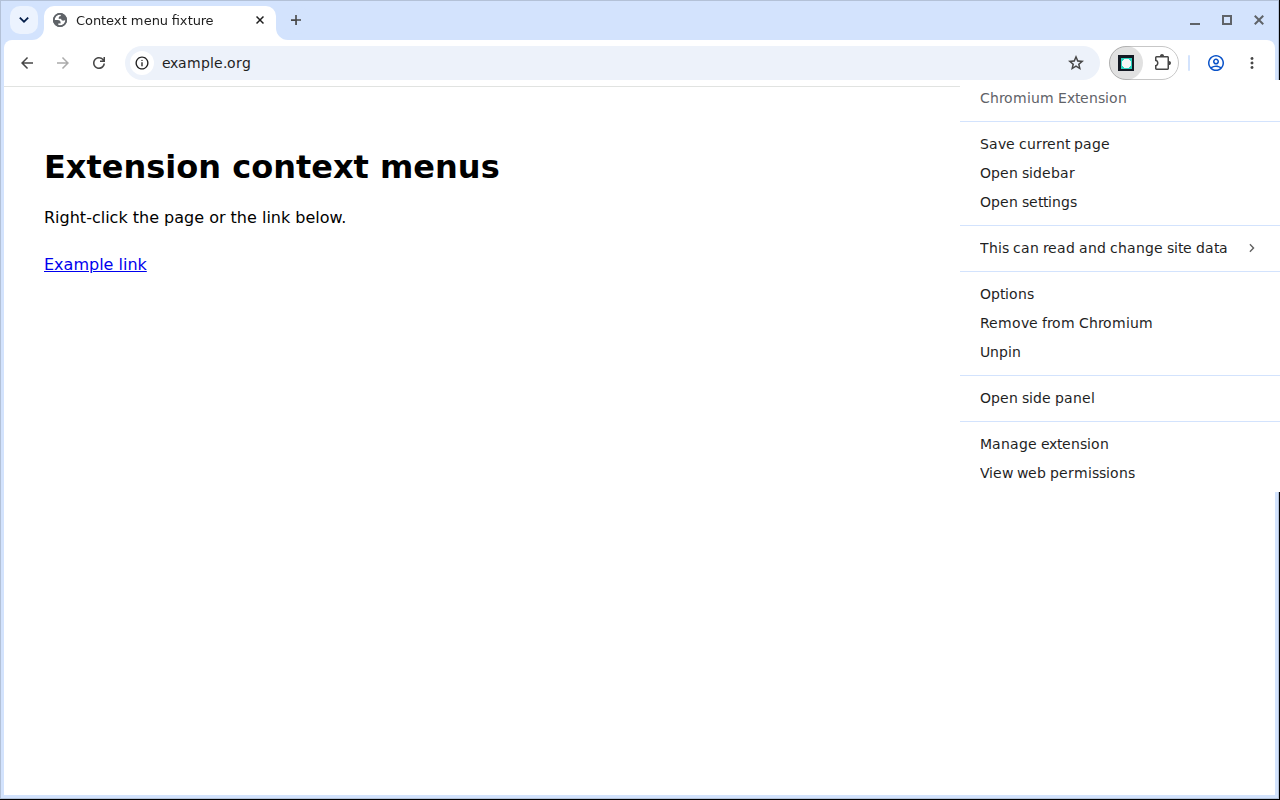 Context menu fixture
example.org
Chromium Extension
Save current page
Open sidebar
Open settings
This can read and change site data
Options
Remove from Chromium
Unpin
Open side panel
Manage extension
View web permissions
Extension context menus
Right-click the page or the link below.
Example link